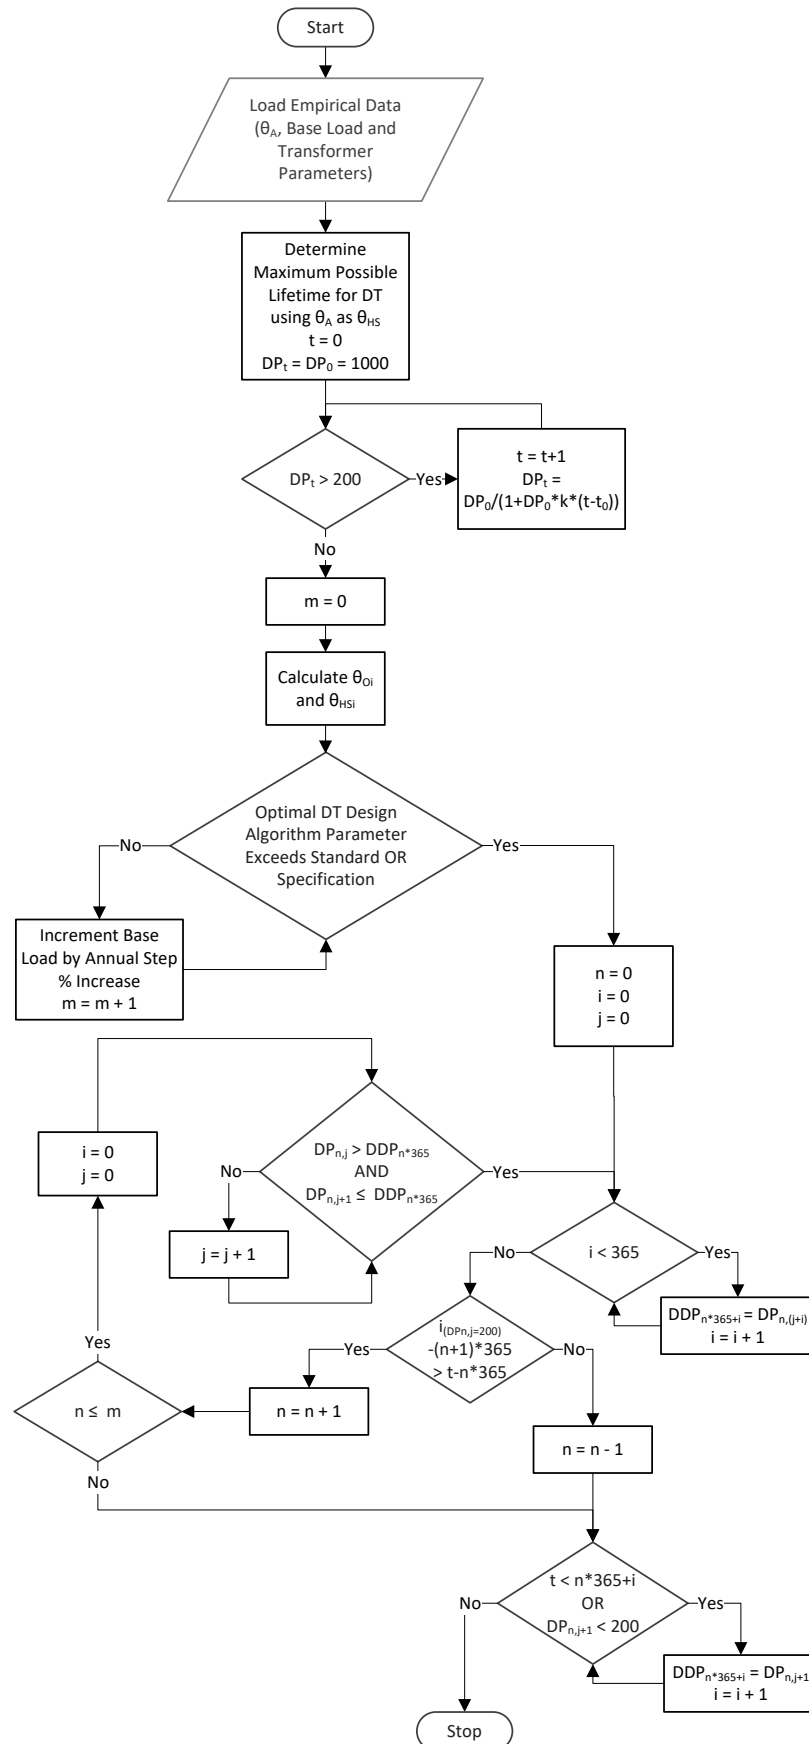 Start
Load Empirical Data
(θA, Base Load and
Transformer
Parameters)
Determine
Maximum Possible
Lifetime for DT
using θA as θHS
t = 0
DPt = DP0 = 1000
DPt > 200
Yes
t = t+1
DPt =
DP0/(1+DP0*k*(t-t0))
No
m = 0
Calculate θOi
and θHSi
Optimal DT Design
Algorithm Parameter
Exceeds Standard OR
Specification
No
Yes
Increment Base
Load by Annual Step
% Increase
m = m + 1
n = 0
i = 0
j = 0
i = 0
j = 0
DPn,j > DDPn*365
AND
DPn,j+1 ≤ DDPn*365
No
Yes
j = j + 1
i < 365
No
Yes
DDPn*365+i = DPn,(j+i)
i = i + 1
i(DPn,j=200)
-(n+1)*365
> t-n*365
Yes
No
n = n + 1
n ≤ m
Yes
No
n = n - 1
t < n*365+i
OR
DPn,j+1 < 200
No
Yes
DDPn*365+i = DPn,j+1
i = i + 1
Stop